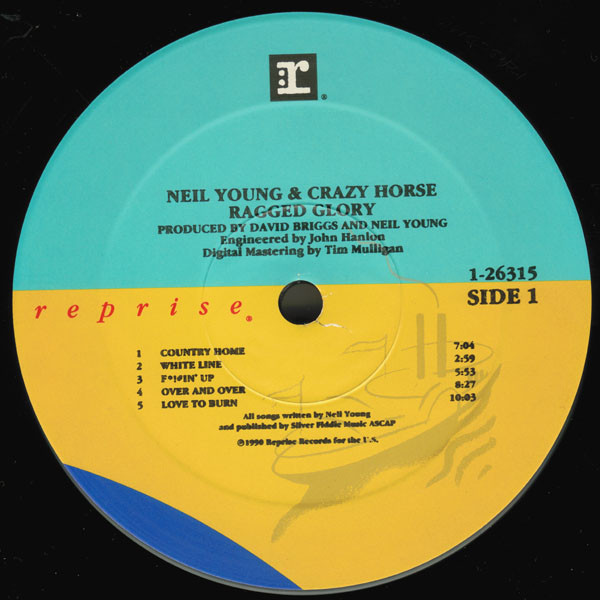 r
®
NEIL YOUNG & CRAZY HORSE
RAGGED GLORY
PRODUCED BY DAVID BRIGGS AND NEIL YOUNG
Engineered by John Hanlon
Digital Mastering by Tim Mulligan
1-26315
SIDE 1
reprise®
1 COUNTRY HOME 7:04
2 WHITE LINE 2:59
3 F*!#IN' UP 5:53
4 OVER AND OVER 8:27
5 LOVE TO BURN 10:03
All songs written by Neil Young
and published by Silver Fiddle Music ASCAP
℗©1990 Reprise Records for the U.S.